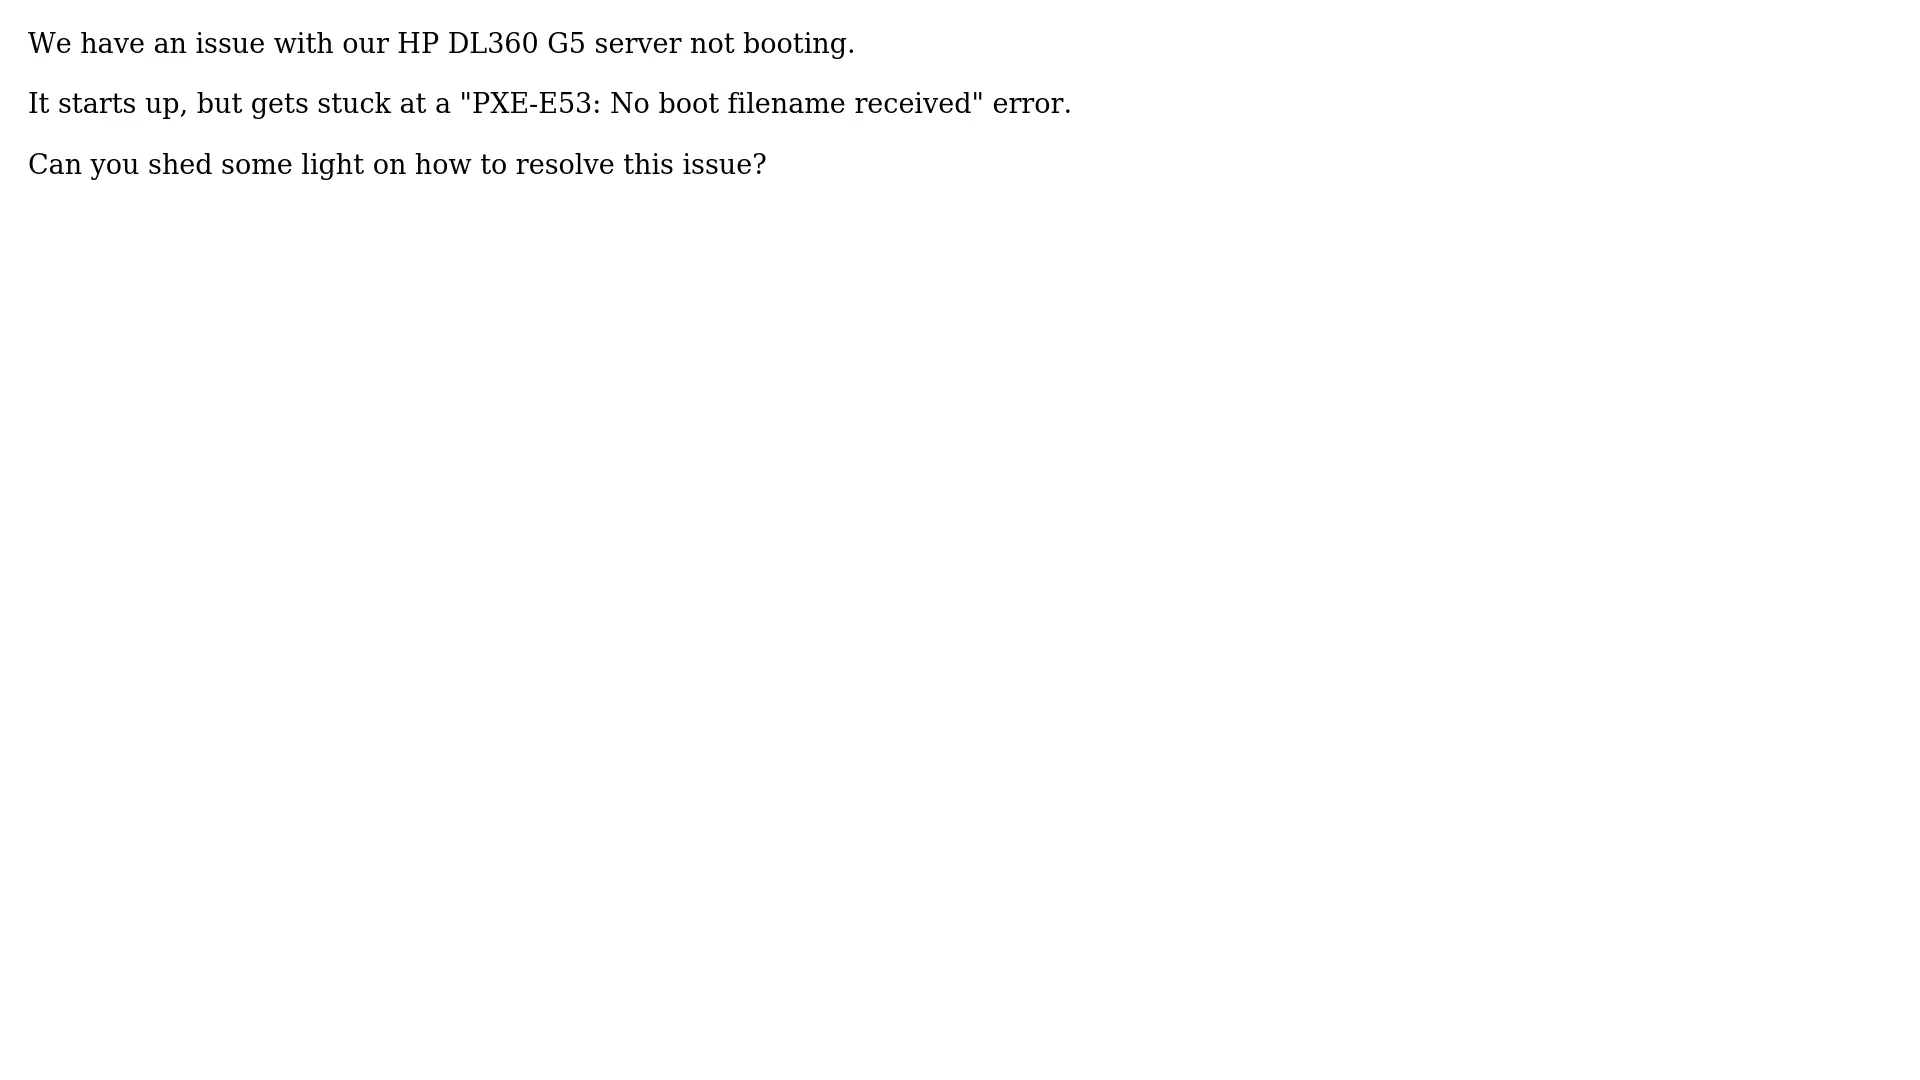 We have an issue with our HP DL360 G5 server not booting.
It starts up, but gets stuck at a "PXE-E53: No boot filename received" error.
Can you shed some light on how to resolve this issue?